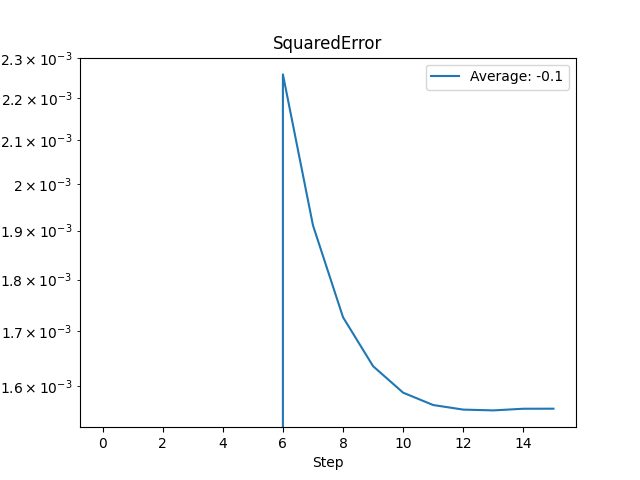 SquaredError
Average: -0.1
2.3 × 10⁻³
2.2 × 10⁻³
2.1 × 10⁻³
2 × 10⁻³
1.9 × 10⁻³
1.8 × 10⁻³
1.7 × 10⁻³
1.6 × 10⁻³
0 2 4 6 8 10 12 14
Step